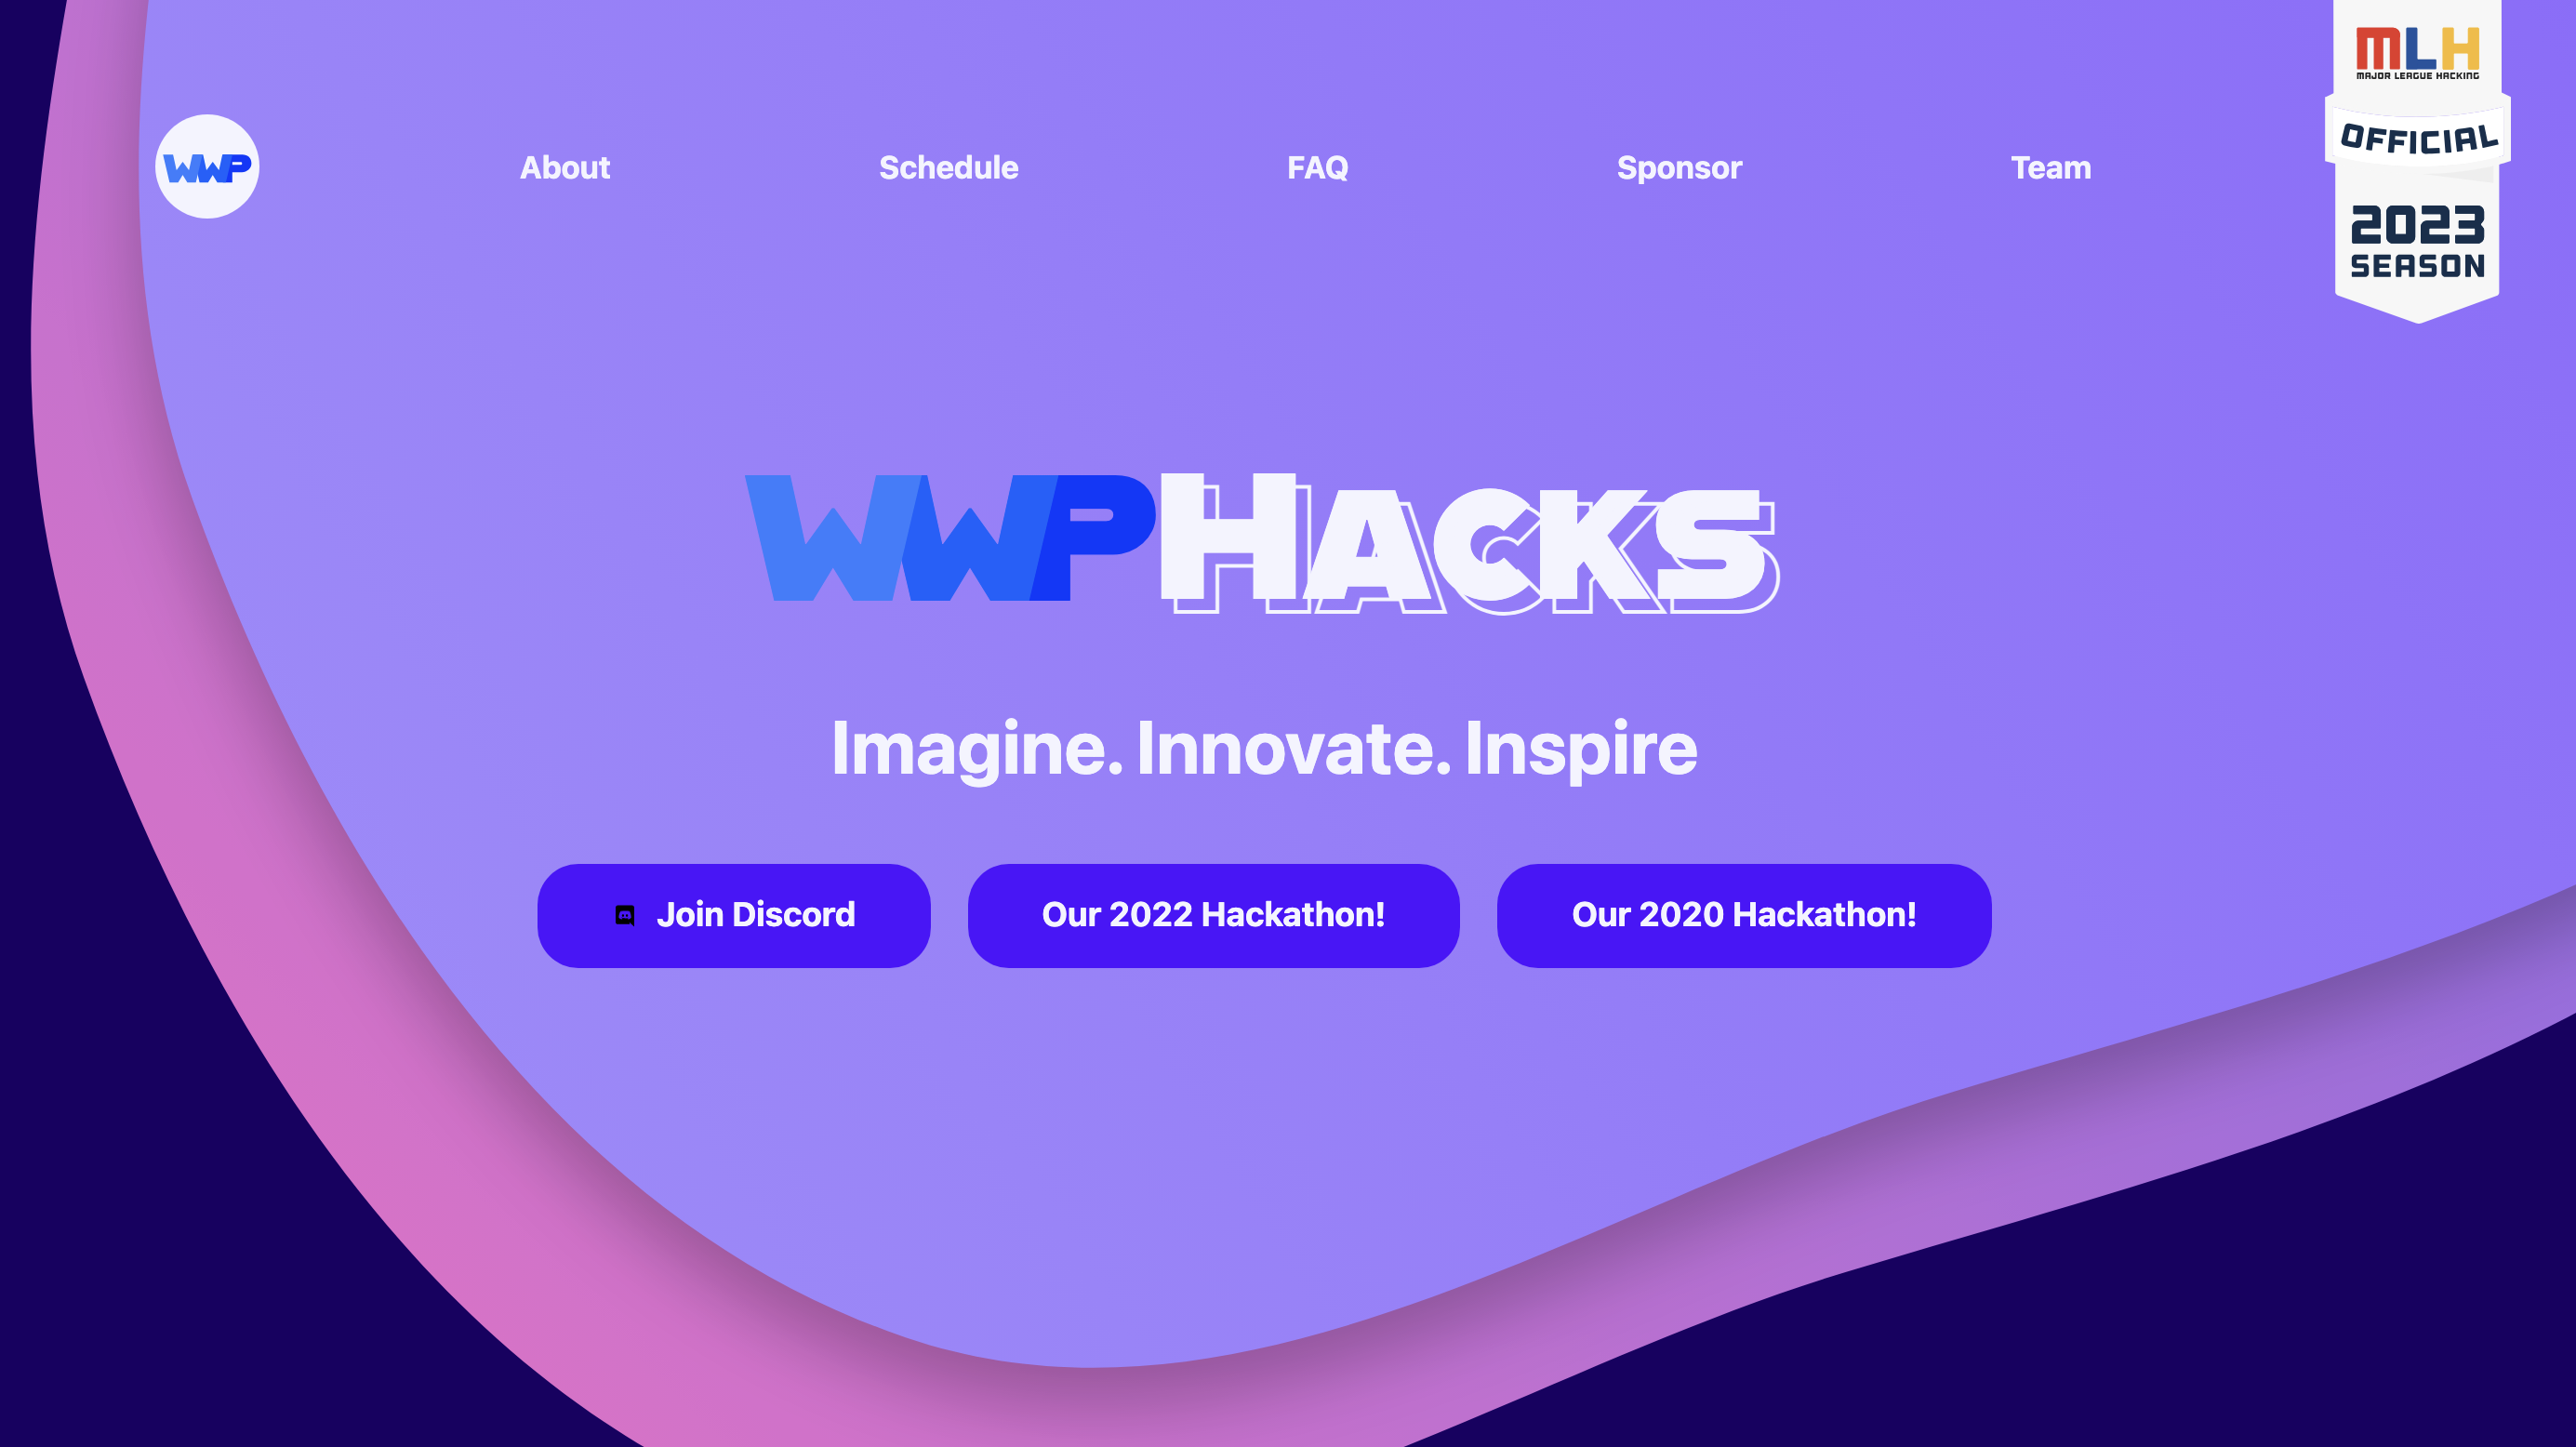 WWP
About
Schedule
FAQ
Sponsor
Team
MLH
MAJOR LEAGUE HACKING
OFFICIAL
2023
SEASON
WWPHACKS
Imagine. Innovate. Inspire
Join Discord
Our 2022 Hackathon!
Our 2020 Hackathon!